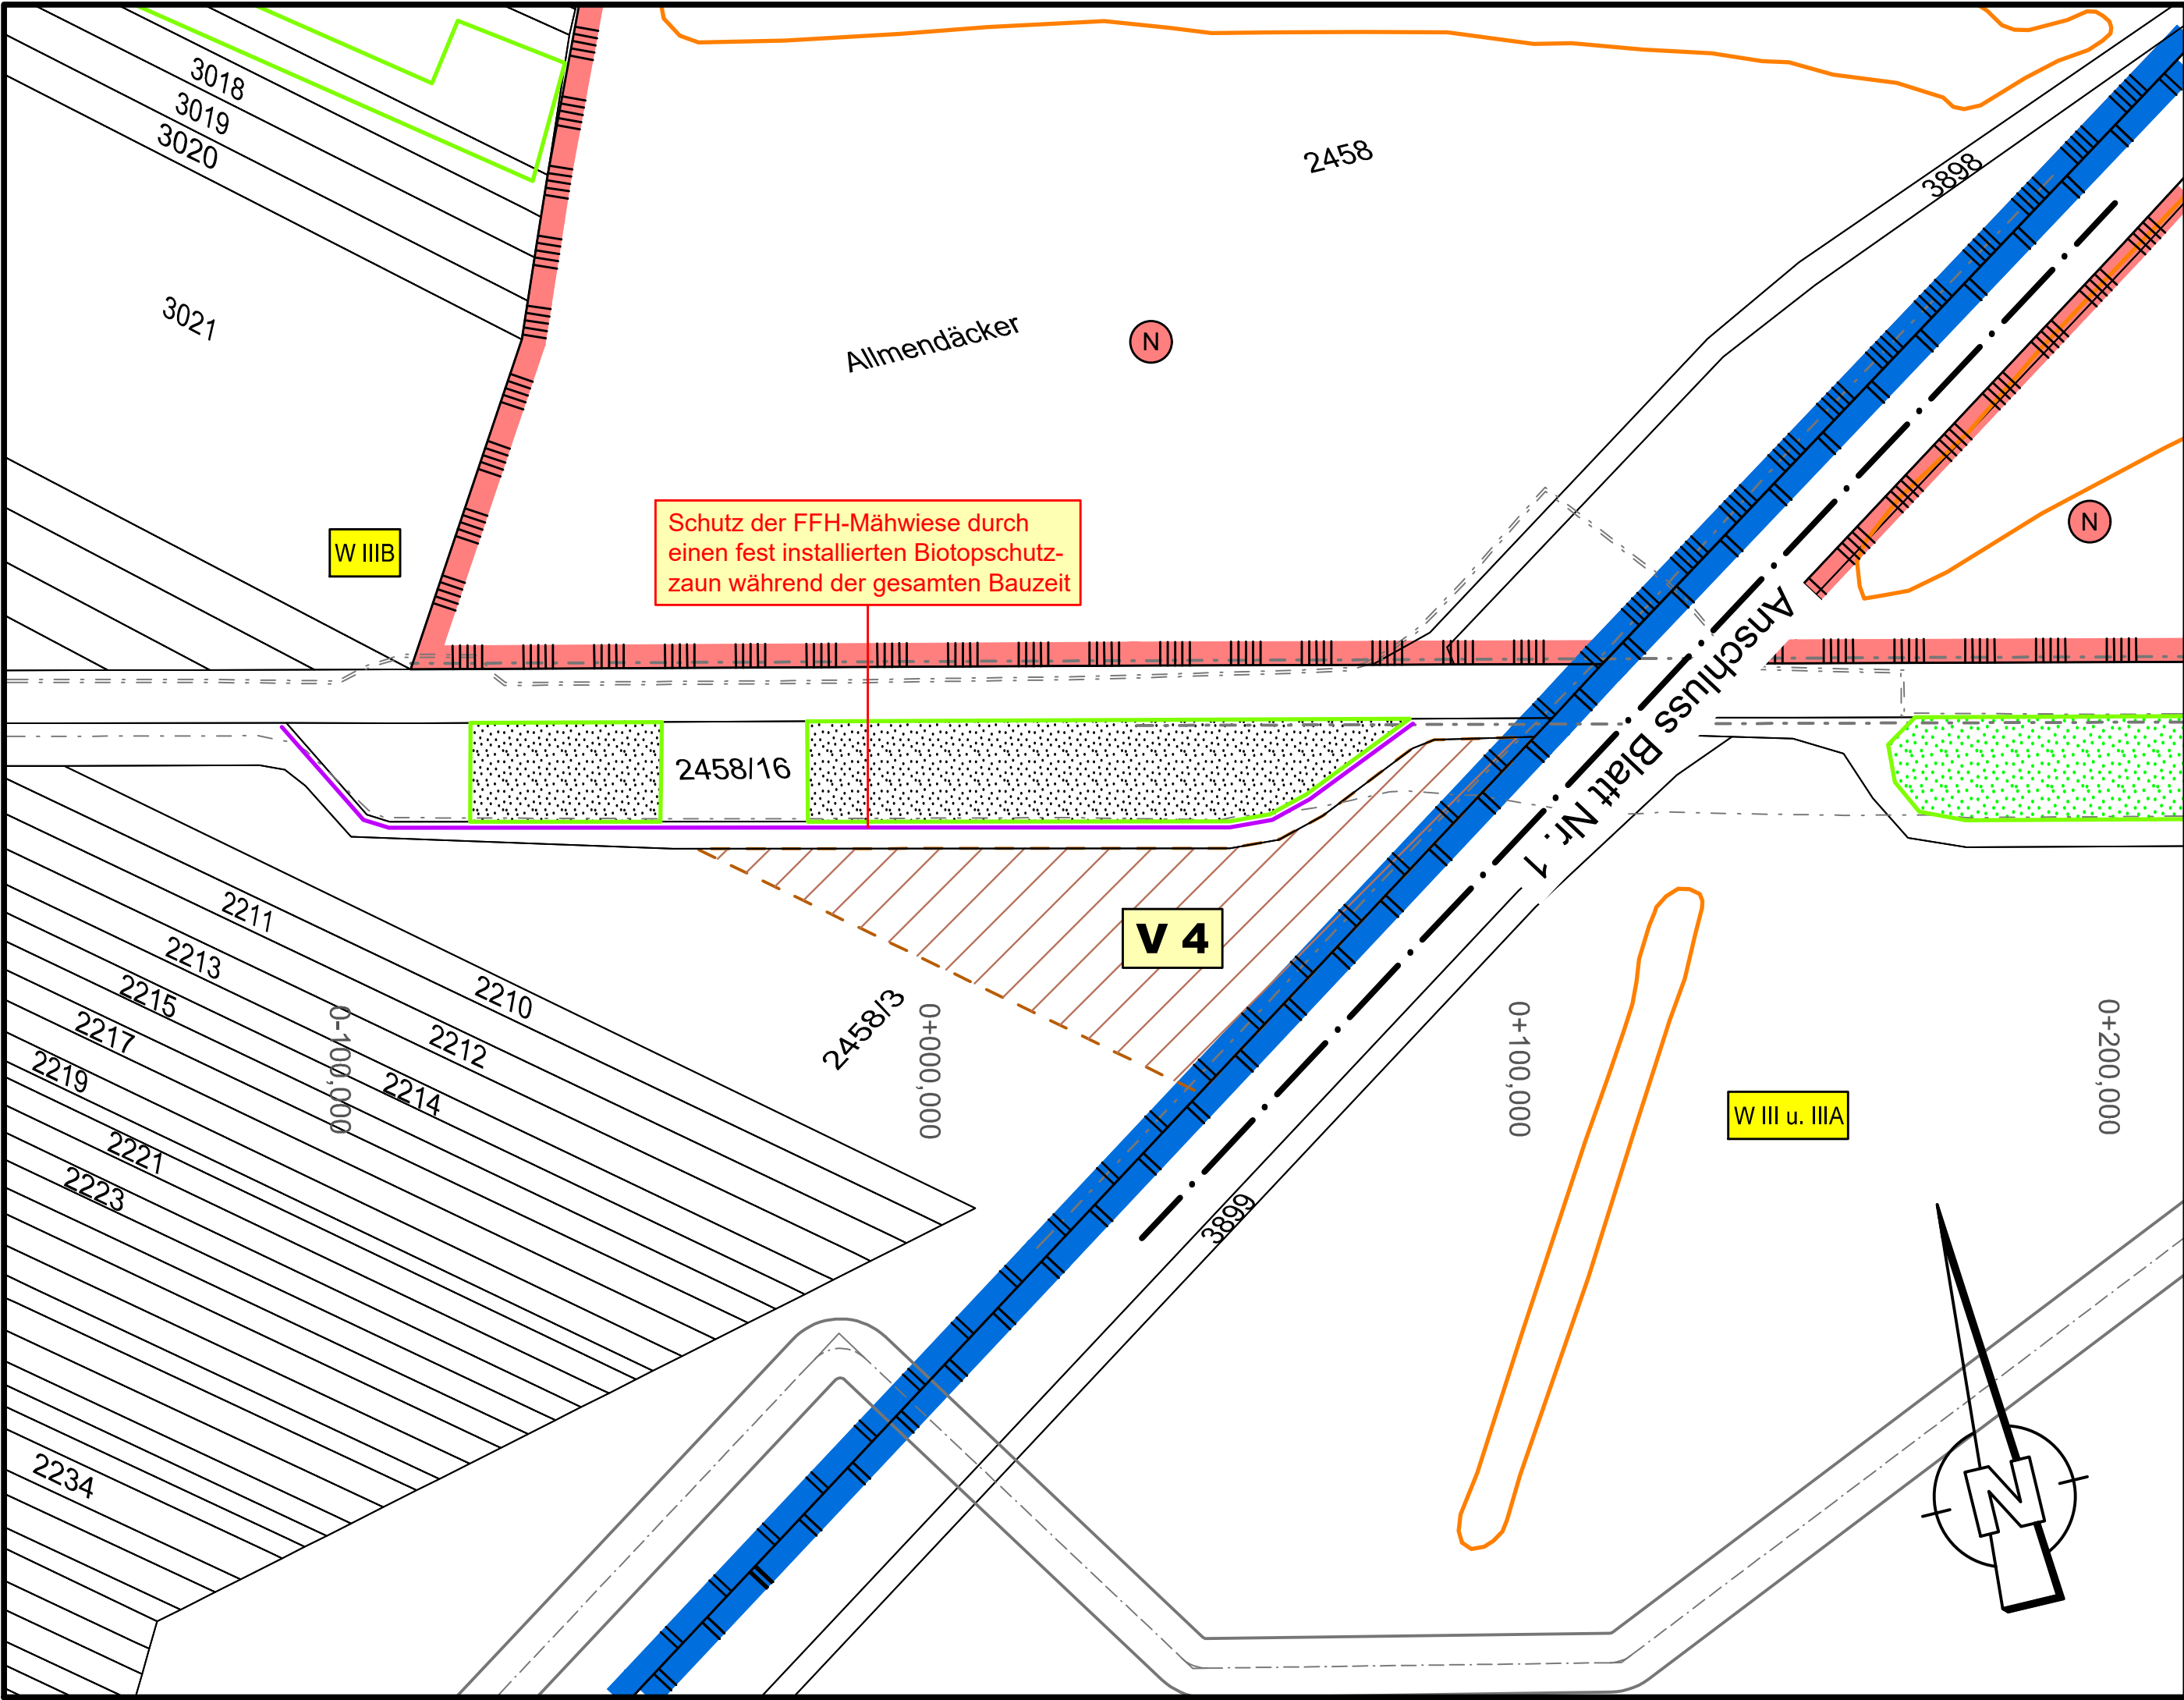 3018
3019
3020
3021
2458
3898
Allmendäcker
N
N
W IIIB
Schutz der FFH-Mähwiese durch
einen fest installierten Biotopschutz-
zaun während der gesamten Bauzeit
Anschluss Blatt Nr. 1
2458/16
V 4
2211
2213
2215
2217
2219
2221
2223
2210
2212
2214
2234
2458/3
0-100,000
0+000,000
0+100,000
0+200,000
W III u. IIIA
3899
N